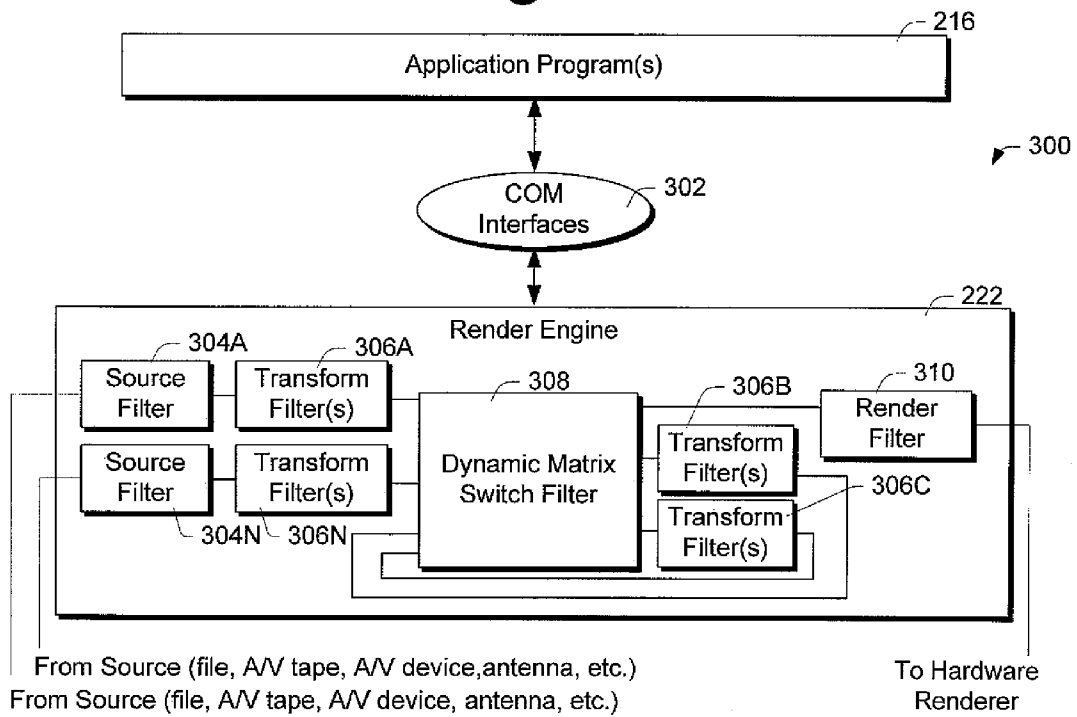 216
Application Program(s)
300
COM
Interfaces
302
222
Render Engine
304A
Source
Filter
306A
Transform
Filter(s)
308
Dynamic Matrix
Switch Filter
306B
Transform
Filter(s)
310
Render
Filter
Source
Filter
304N
Transform
Filter(s)
306N
306C
Transform
Filter(s)
From Source (file, A/V tape, A/V device,antenna, etc.)
From Source (file, A/V tape, A/V device, antenna, etc.)
To Hardware
Renderer